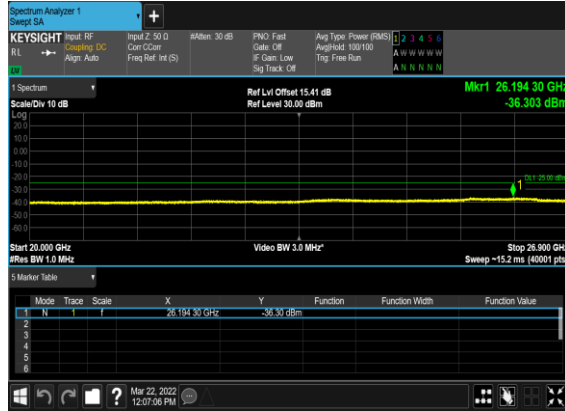 Spectrum Analyzer 1
Swept SA
+
KEYSIGHT Input: RF Input Z: 50 Ω #Atten: 30 dB PNO: Fast Avg Type: Power (RMS) 1 2 3 4 5 6
RL Coupling: DC Corr CCorr Gate: Off Avg|Hold: 100/100 A W W W W W
Align: Auto Freq Ref: Int (S) IF Gain: Low Trig: Free Run
Sig Track: Off A N N N N N
1 Spectrum Ref Lvl Offset 15.41 dB Mkr1 26.194 30 GHz
Scale/Div 10 dB Ref Level 30.00 dBm -36.303 dBm
Log
20.0
10.0
0.00
-10.0
-20.0
DL1 -25.00 dBm
-30.0
1
-40.0
-50.0
-60.0
Start 20.000 GHz Video BW 3.0 MHz* Stop 26.900 GHz
#Res BW 1.0 MHz Sweep ~15.2 ms (40001 pts)
5 Marker Table
Mode Trace Scale X Y Function Function Width Function Value
1 N 1 f 26.194 30 GHz -36.30 dBm
2
3
4
5
6
? Mar 22, 2022
12:07:06 PM